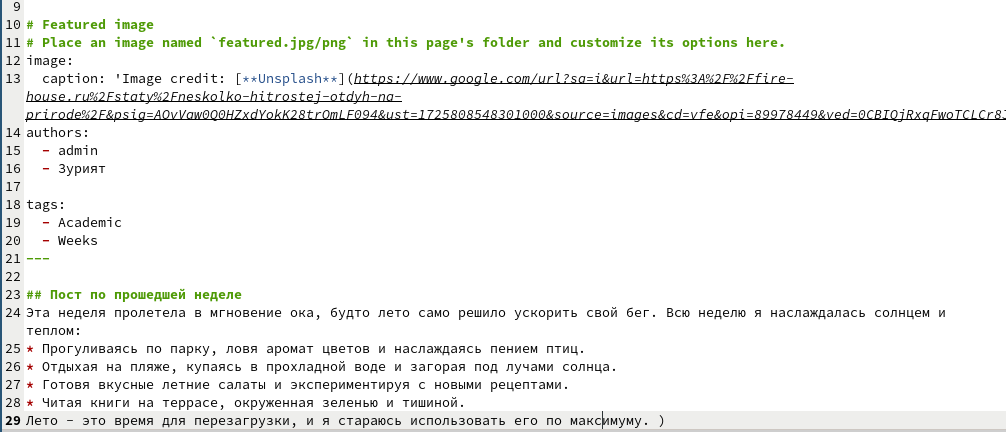 9
10 # Featured image
11 # Place an image named `featured.jpg/png` in this page's folder and customize its options here.
12 image:
13   caption: 'Image credit: [**Unsplash**](https://www.google.com/url?sa=i&url=https%3A%2F%2Ffire-
house.ru%2Fstaty%2Fneskolko-hitrostej-otdyh-na-
prirode%2F&psig=AOvVaw0Q0HZxdYokK28trOmLF094&ust=1725808548301000&source=images&cd=vfe&opi=89978449&ved=0CBIQjRxqFwoTCLCr8J
14 authors:
15   - admin
16   - Зурият
17
18 tags:
19   - Academic
20   - Weeks
21 ---
22
23 ## Пост по прошедшей неделе
24 Эта неделя пролетела в мгновение ока, будто лето само решило ускорить свой бег. Всю неделю я наслаждалась солнцем и
теплом:
25 * Прогуливаясь по парку, ловя аромат цветов и наслаждаясь пением птиц.
26 * Отдыхая на пляже, купаясь в прохладной воде и загорая под лучами солнца.
27 * Готовя вкусные летние салаты и экспериментируя с новыми рецептами.
28 * Читая книги на террасе, окруженная зеленью и тишиной.
29 Лето - это время для перезагрузки, и я стараюсь использовать его по максимуму. )